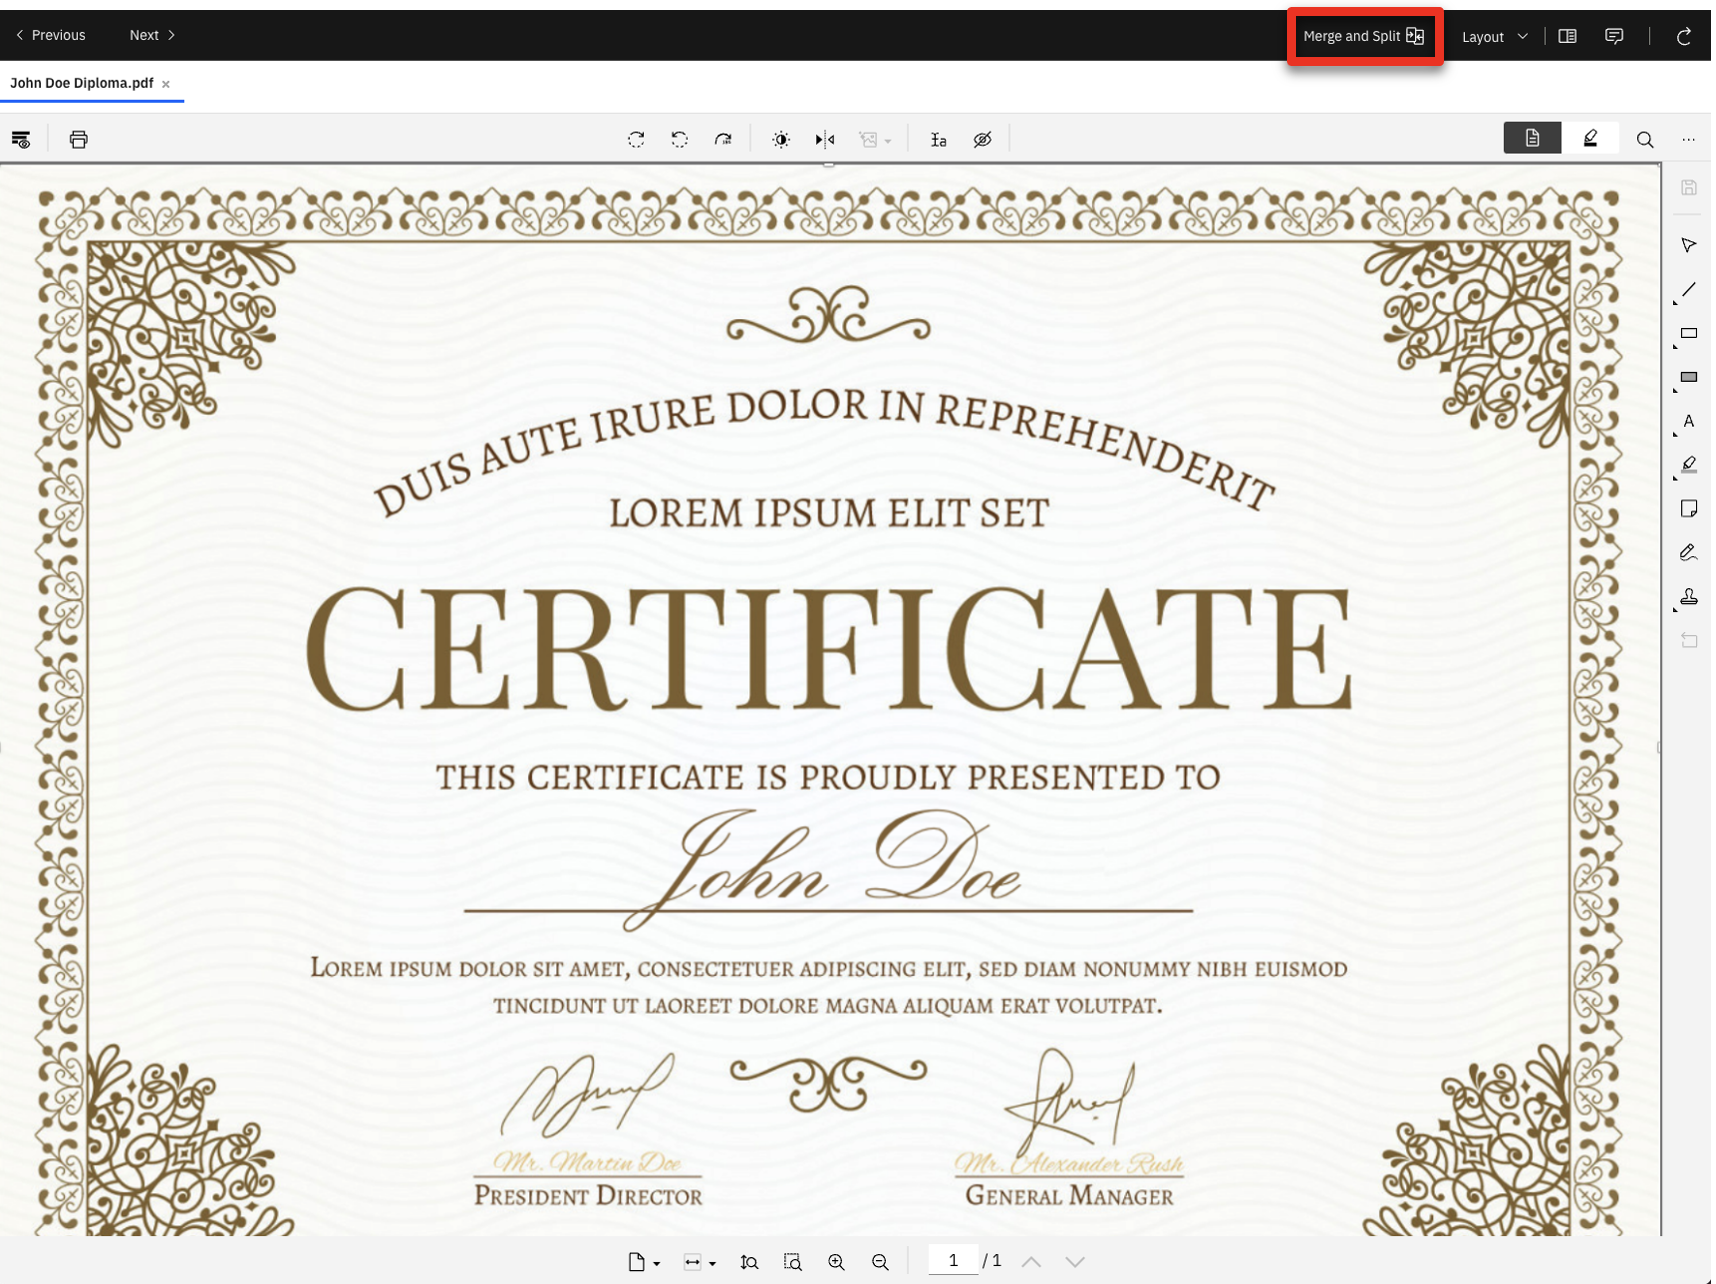 Previous
Next
Merge and Split
Layout
John Doe Diploma.pdf
DUIS AUTE IRURE DOLOR IN REPREHENDERIT
LOREM IPSUM ELIT SET
CERTIFICATE
THIS CERTIFICATE IS PROUDLY PRESENTED TO
John Doe
LOREM IPSUM DOLOR SIT AMET, CONSECTETUER ADIPISCING ELIT, SED DIAM NONUMMY NIBH EUISMOD
TINCIDUNT UT LAOREET DOLORE MAGNA ALIQUAM ERAT VOLUTPAT.
Mr. Martin Doe
Mr. Alexander Rush
PRESIDENT DIRECTOR
GENERAL MANAGER
1 / 1